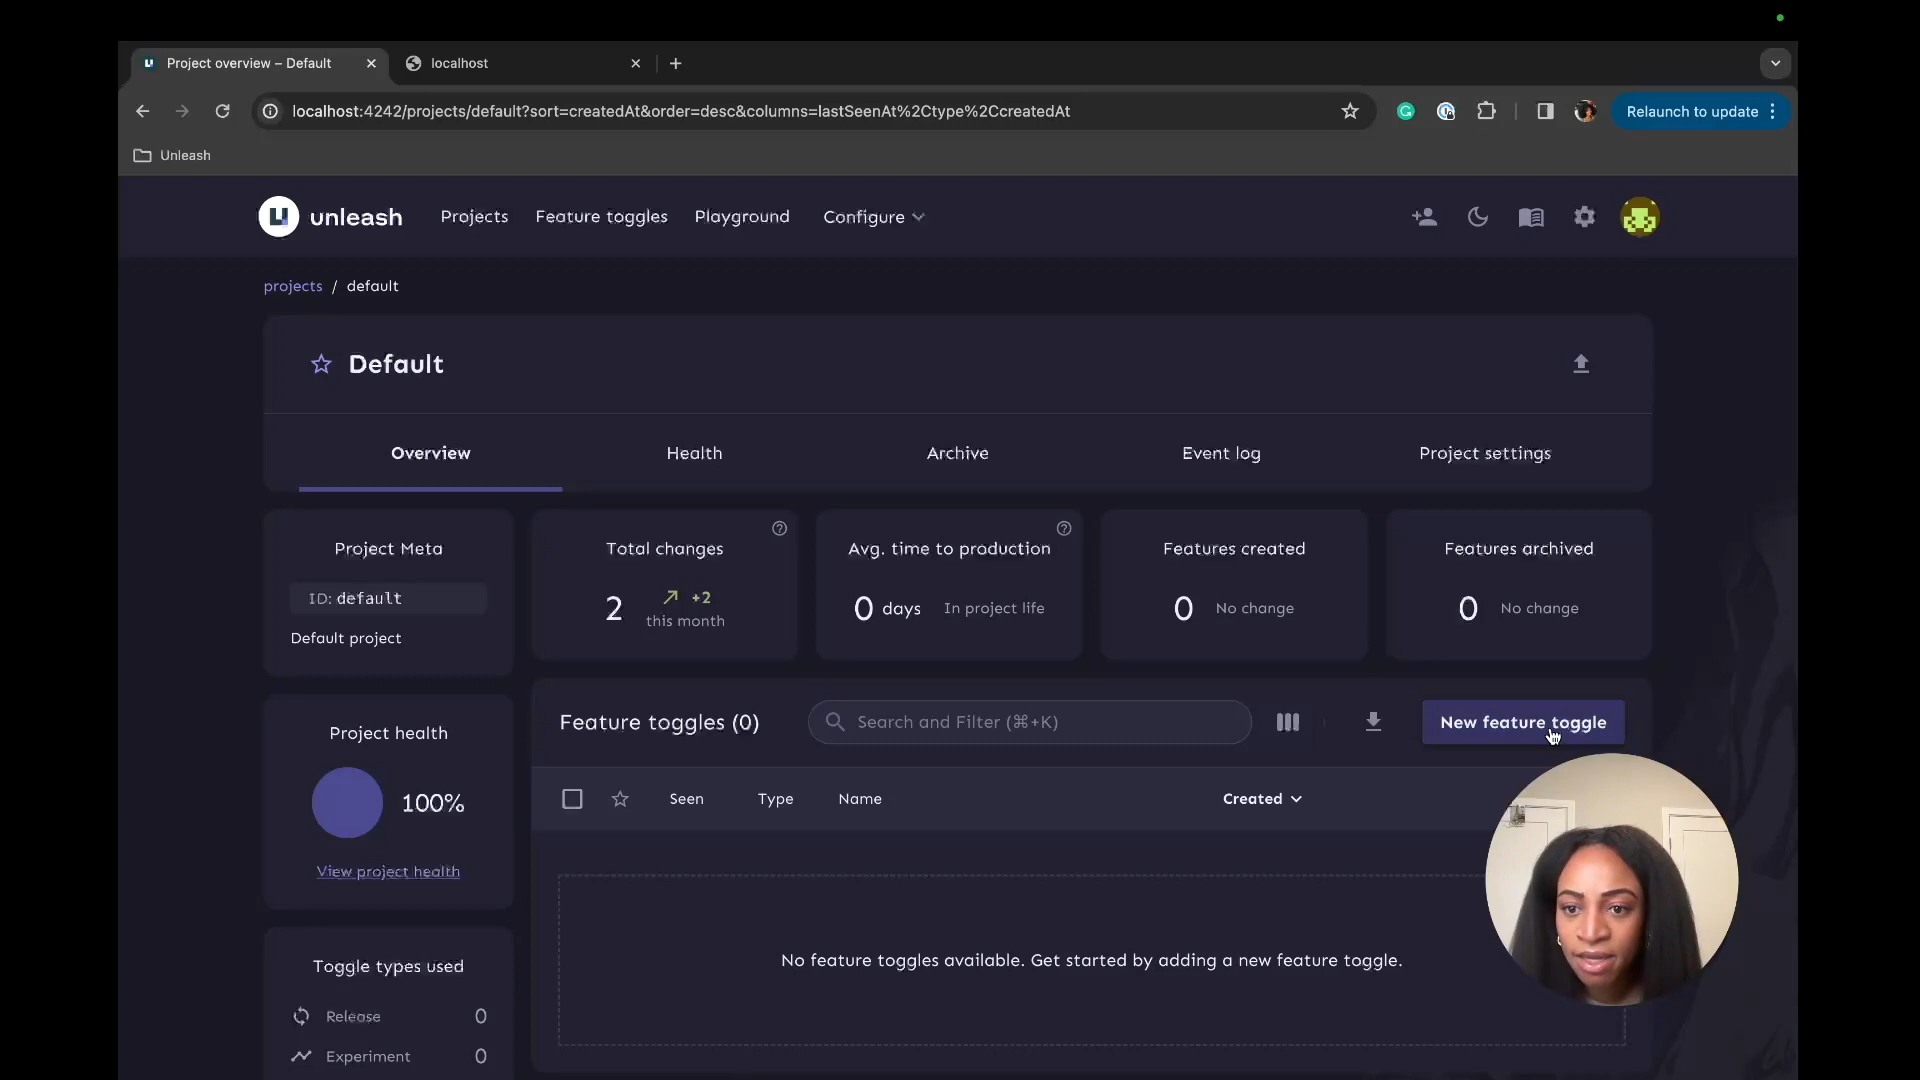 Project overview – Default
localhost
localhost:4242/projects/default?sort=createdAt&order=desc&columns=lastSeenAt%2Ctype%2CcreatedAt
Relaunch to update
Unleash
unleash
Projects
Feature toggles
Playground
Configure
projects / default
Default
Overview
Health
Archive
Event log
Project settings
Project Meta
ID: default
Default project
Total changes
2
+2
this month
Avg. time to production
0 days
In project life
Features created
0
No change
Features archived
0
No change
Project health
100%
View project health
Toggle types used
Release 0
Experiment 0
Feature toggles (0)
Search and Filter (⌘+K)
New feature toggle
Seen
Type
Name
Created
No feature toggles available. Get started by adding a new feature toggle.